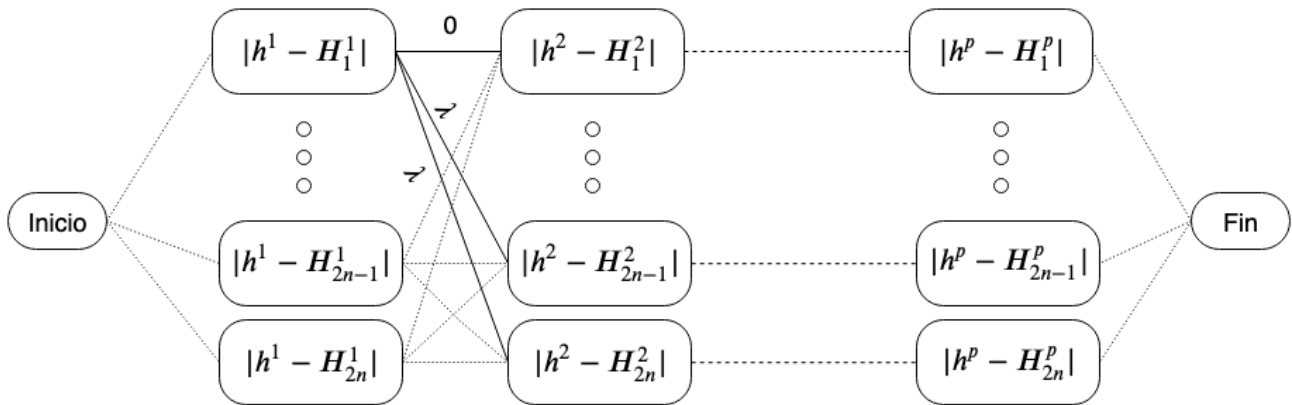 0
|h^1 − H_1^1| |h^2 − H_1^2| |h^p − H_1^p|
λ
λ
Inicio Fin
|h^1 − H_{2n−1}^1| |h^2 − H_{2n−1}^2| |h^p − H_{2n−1}^p|
|h^1 − H_{2n}^1| |h^2 − H_{2n}^2| |h^p − H_{2n}^p|